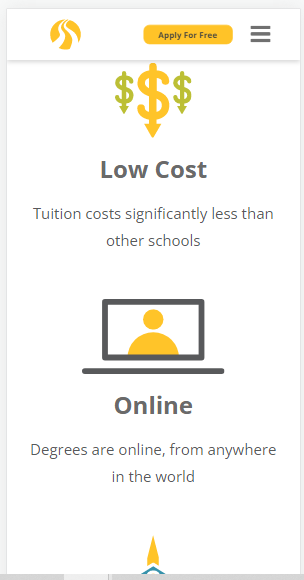 Apply For Free
Low Cost
Tuition costs significantly less than
other schools
Online
Degrees are online, from anywhere
in the world